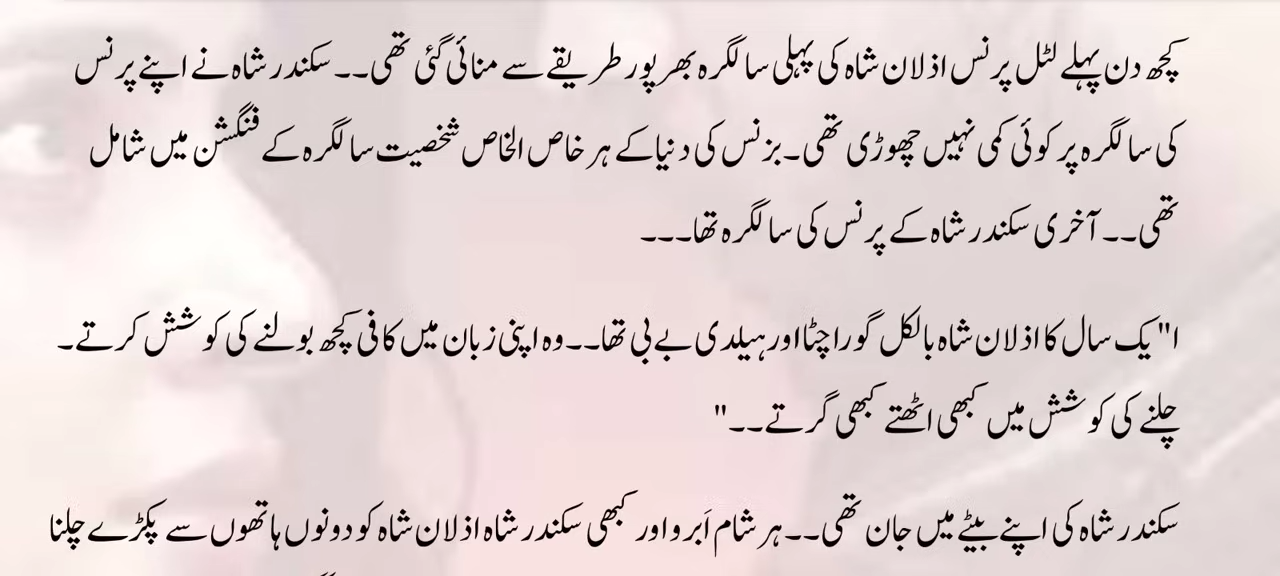 کچھ دن پہلے لٹل پرنس اذلان شاہ کی پہلی سالگرہ بھرپور طریقے سے منائی گئی تھی۔۔ سکندر شاہ نے اپنے پرنس
کی سالگرہ پر کوئی کمی نہیں چھوڑی تھی۔ بزنس کی دنیا کے ہر خاص الخاص شخصیت سالگرہ کے فنگشن میں شامل
تھی۔۔ آخری سکندر شاہ کے پرنس کی سالگرہ تھا۔۔۔
ا"یک سال کا اذلان شاہ بالکل گورا چٹا اور ہیلدی بے بی تھا۔۔ وہ اپنی زبان میں کافی کچھ بولنے کی کوشش کرتے۔
چلنے کی کوشش میں کبھی اٹھتے کبھی گرتے۔۔"
سکندر شاہ کی اپنے بیٹے میں جان تھی۔۔ ہر شام اَبرو اور کبھی سکندر شاہ اذلان شاہ کو دونوں ہاتھوں سے پکڑے چلنا